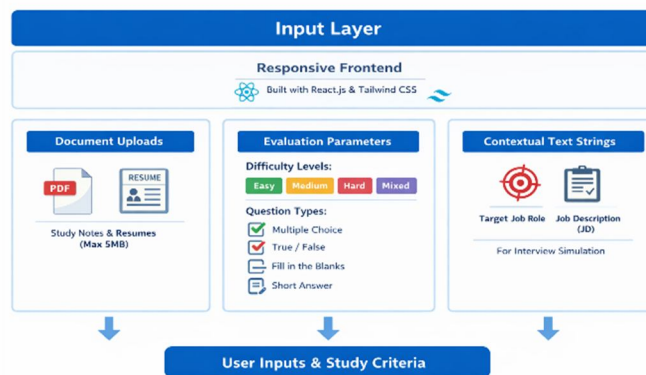 Input Layer
Responsive Frontend
Built with React.js & Tailwind CSS
Document Uploads
PDF
RESUME
Study Notes & Resumes
(Max 5MB)
Evaluation Parameters
Difficulty Levels:
Easy Medium Hard Mixed
Question Types:
Multiple Choice
True / False
Fill in the Blanks
Short Answer
Contextual Text Strings
Target Job Role
Job Description
(JD)
For Interview Simulation
User Inputs & Study Criteria